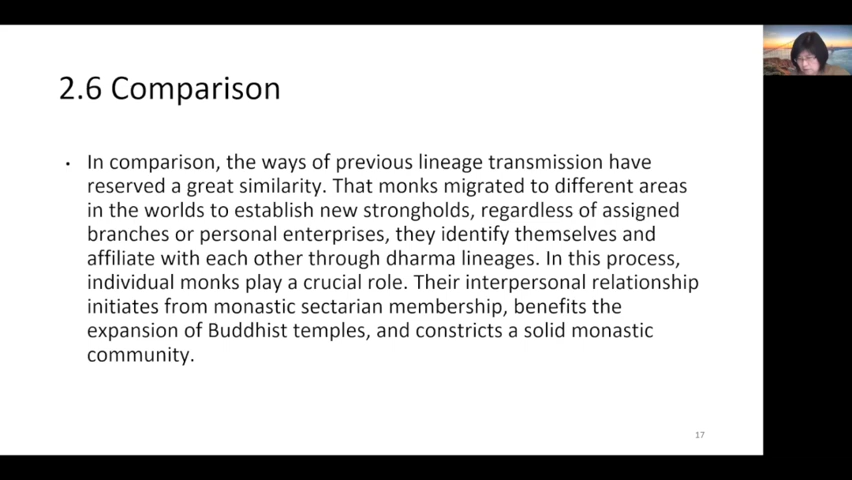 2.6 Comparison
• In comparison, the ways of previous lineage transmission have
reserved a great similarity. That monks migrated to different areas
in the worlds to establish new strongholds, regardless of assigned
branches or personal enterprises, they identify themselves and
affiliate with each other through dharma lineages. In this process,
individual monks play a crucial role. Their interpersonal relationship
initiates from monastic sectarian membership, benefits the
expansion of Buddhist temples, and constricts a solid monastic
community.
17